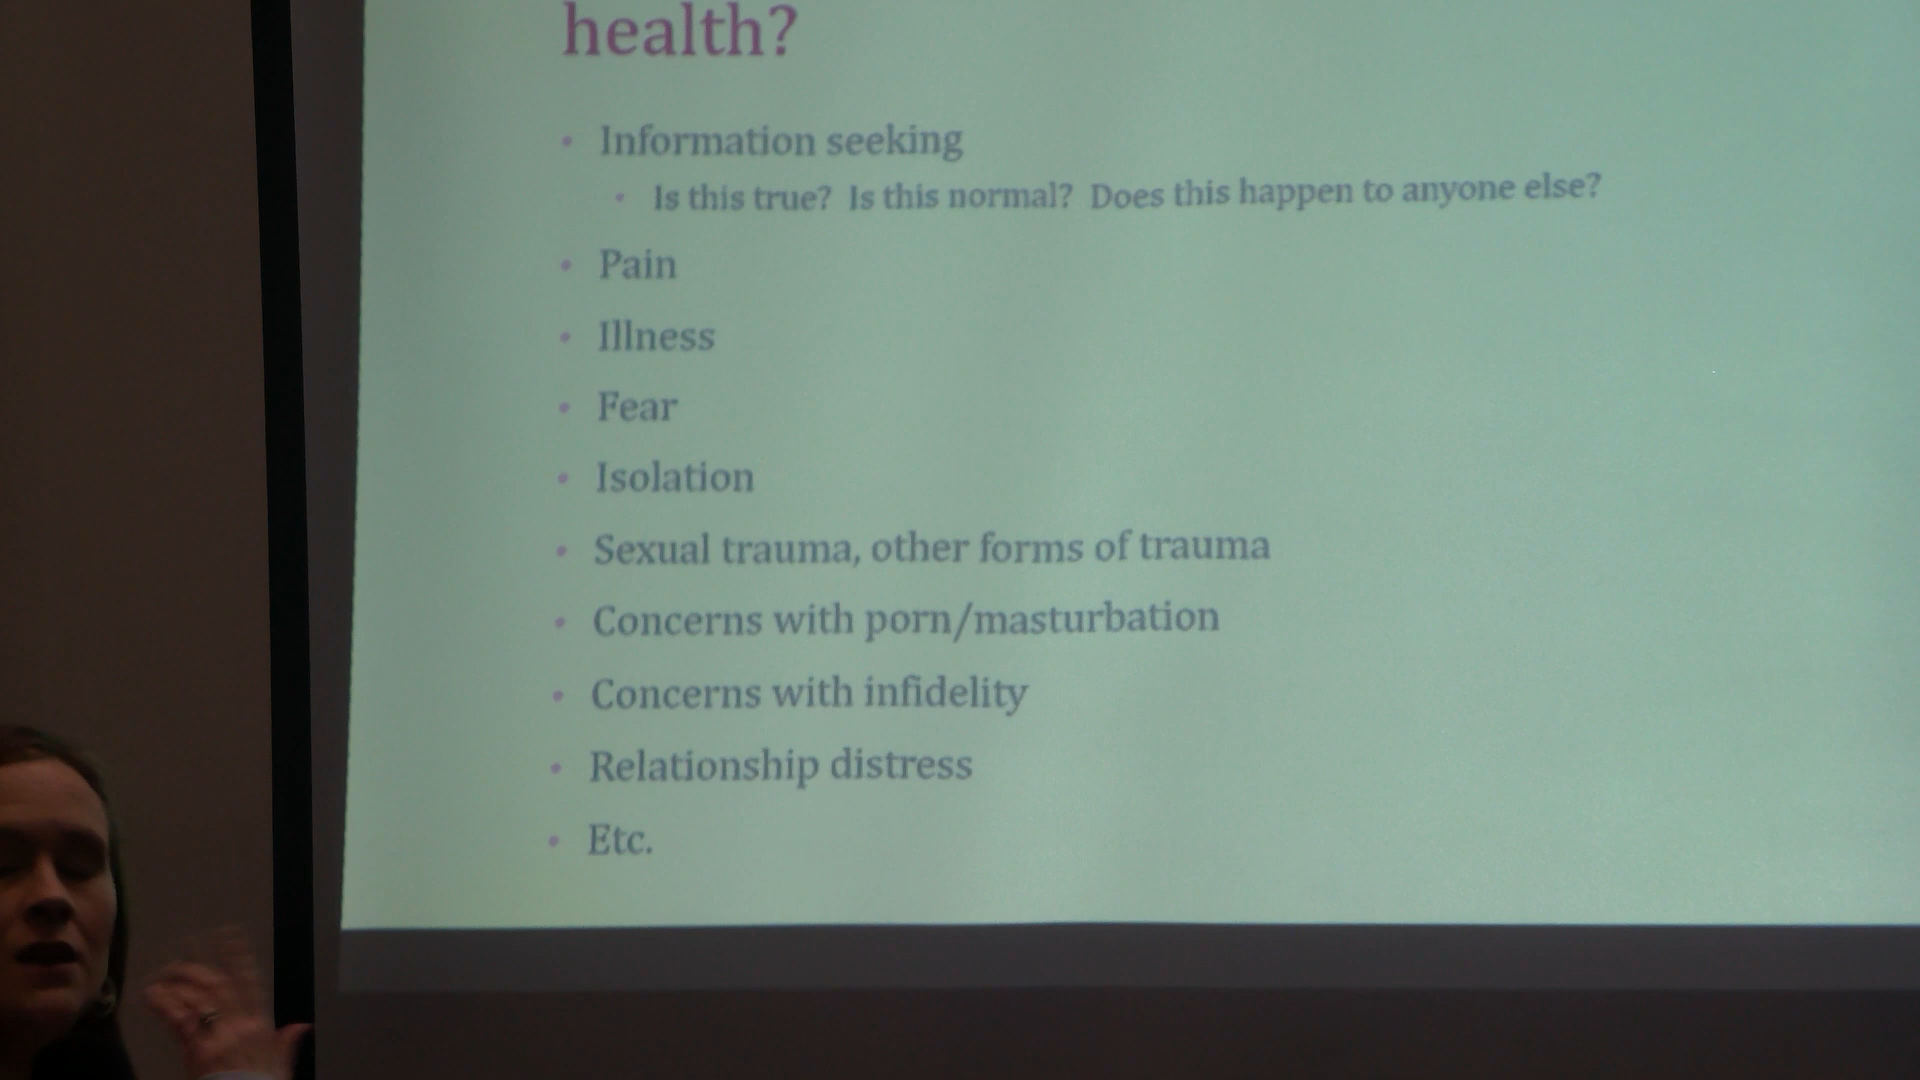 health?
• Information seeking
• Is this true? Is this normal? Does this happen to anyone else?
• Pain
• Illness
• Fear
• Isolation
• Sexual trauma, other forms of trauma
• Concerns with porn/masturbation
• Concerns with infidelity
• Relationship distress
• Etc.